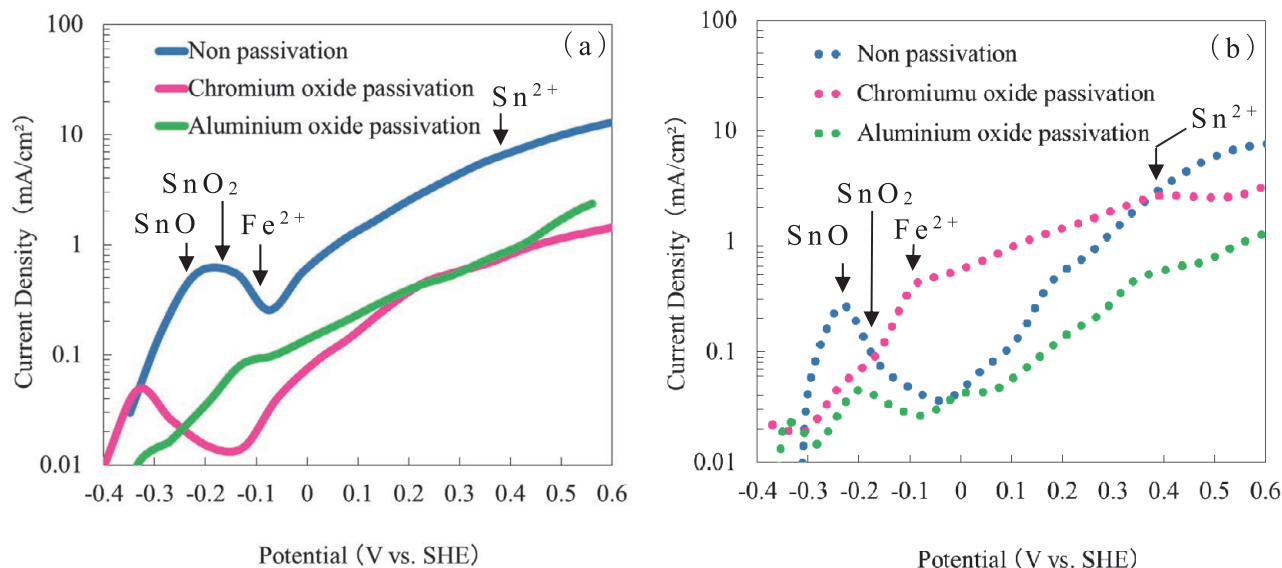 (a)
Non passivation
Chromium oxide passivation
Aluminium oxide passivation
Sn²⁺
SnO₂
SnO
Fe²⁺
Current Density (mA/cm²)
100
10
1
0.1
0.01
-0.4 -0.3 -0.2 -0.1 0 0.1 0.2 0.3 0.4 0.5 0.6
Potential (V vs. SHE)
(b)
Non passivation
Chromiumu oxide passivation
Aluminium oxide passivation
Sn²⁺
SnO₂
SnO
Fe²⁺
Current Density (mA/cm²)
100
10
1
0.1
0.01
-0.4 -0.3 -0.2 -0.1 0 0.1 0.2 0.3 0.4 0.5 0.6
Potential (V vs. SHE)